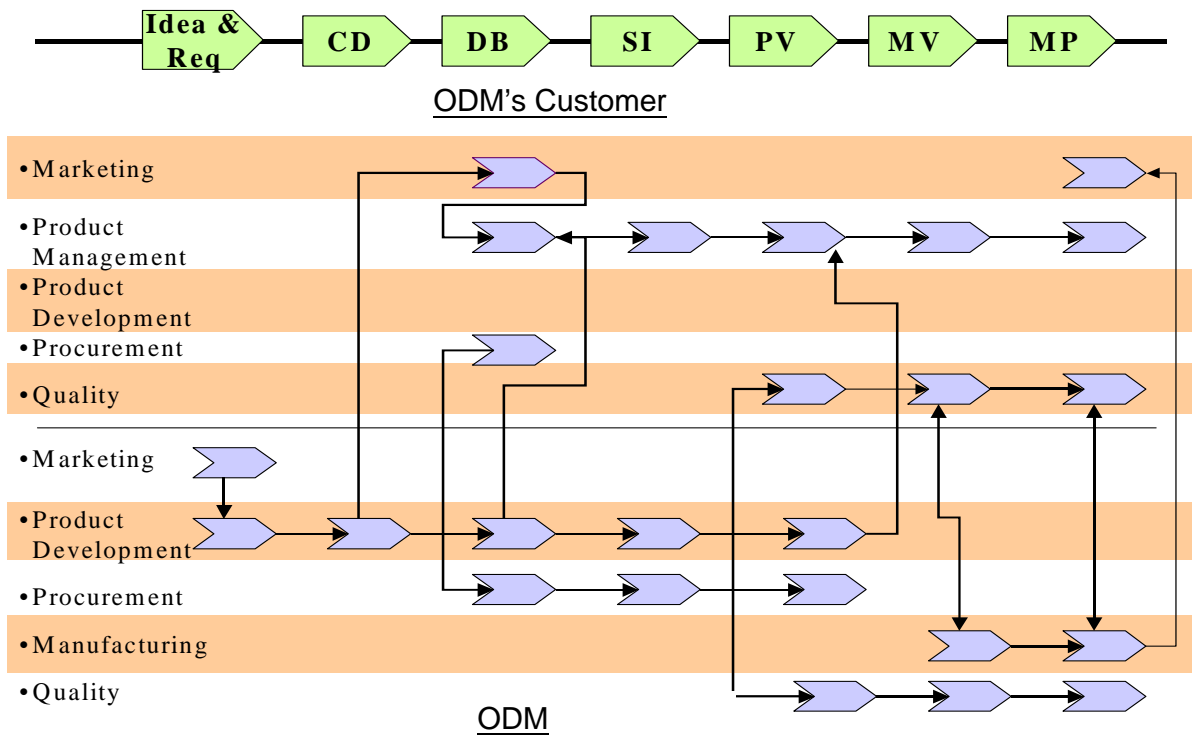 Idea &
Req
CD
DB
SI
PV
MV
MP
ODM's Customer
•Marketing
•Product
Management
•Product
Development
•Procurement
•Quality
•Marketing
•Product
Development
•Procurement
•Manufacturing
•Quality
ODM